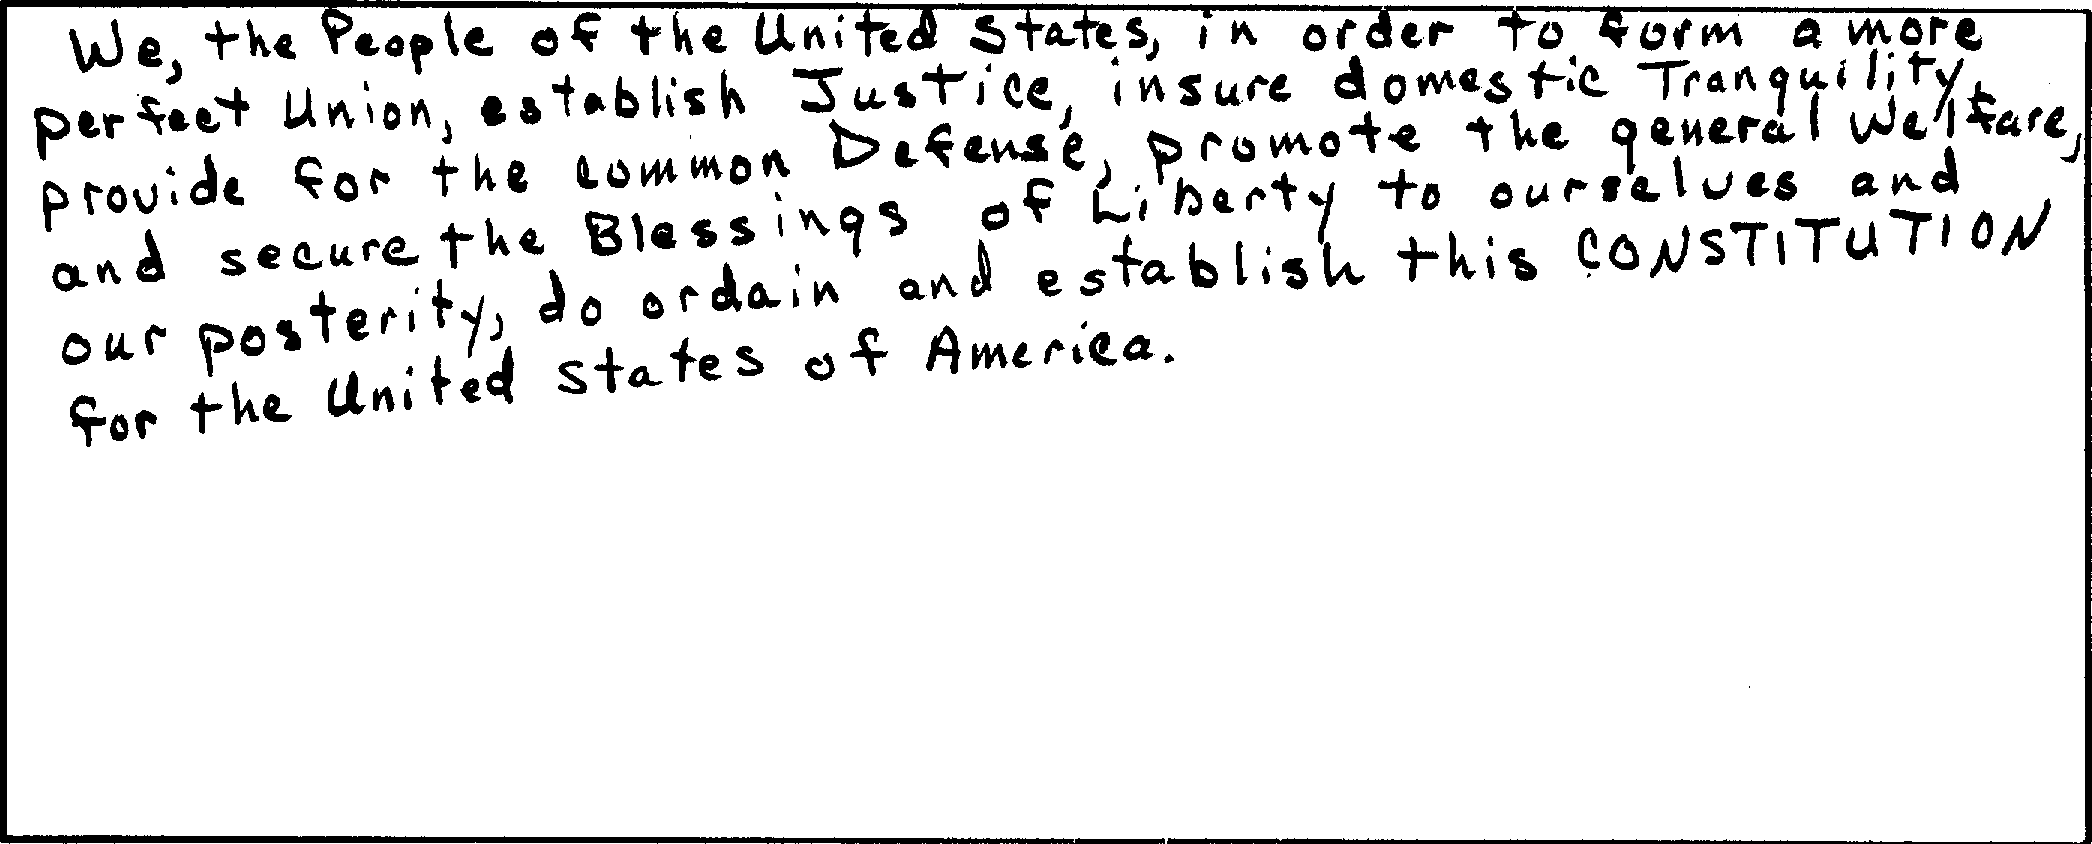 We, the People of the United States, in order to form a more
perfect Union, establish Justice, insure domestic Tranquility,
provide for the common Defense, promote the general Welfare,
and secure the Blessings of Liberty to ourselves and
our posterity, do ordain and establish this CONSTITUTION
for the United States of America.